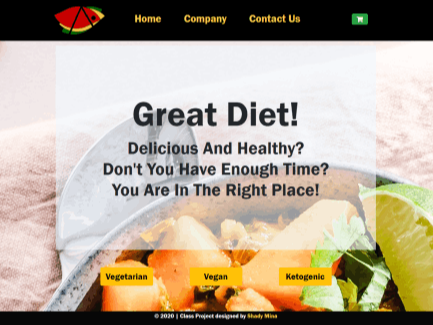 Home Company Contact Us
Great Diet!
Delicious And Healthy?
Don't You Have Enough Time?
You Are In The Right Place!
Vegetarian Vegan Ketogenic
© 2020 | Class Project designed by Shady Mina